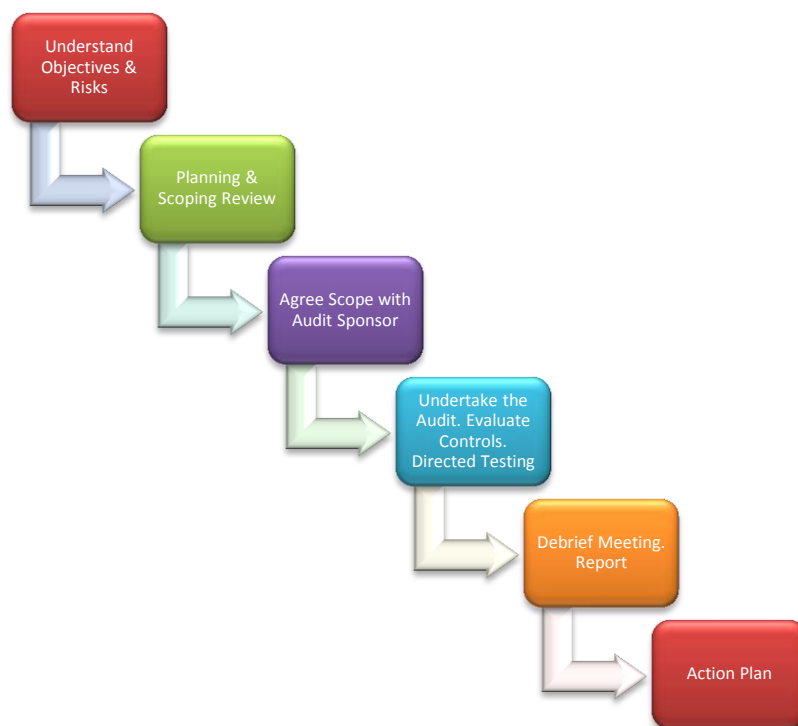 Understand
Objectives &
Risks
Planning &
Scoping Review
Agree Scope with
Audit Sponsor
Undertake the
Audit. Evaluate
Controls.
Directed Testing
Debrief Meeting.
Report
Action Plan